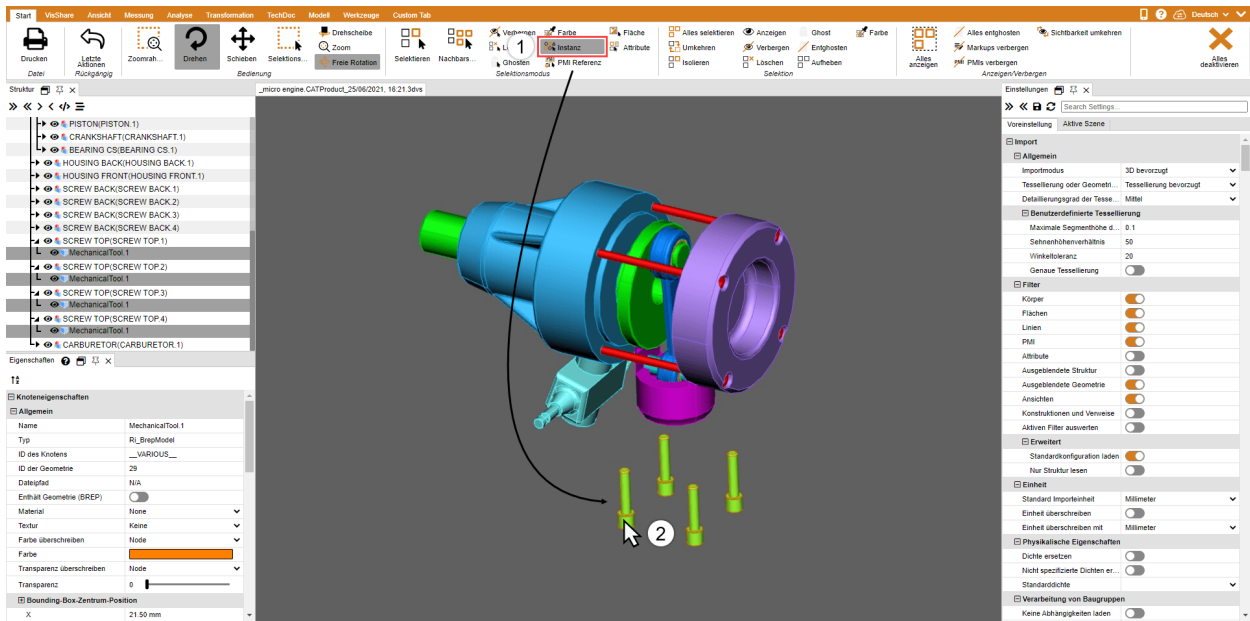 Start VisShare Ansicht Messung Analyse Transformation TechDoc Modell Werkzeuge Custom Tab Deutsch
Drucken
Datei
Letzte Aktionen
Rückgängig
Zoomrah...
Drehen
Schieben
Selektions...
Drehscheibe
Zoom
Freie Rotation
Bedienung
Selektieren
Nachbars...
Verbergen
Ghosten
Farbe
Instanz
PMI Referenz
Fläche
Attribute
Selektionsmodus
1
Alles selektieren
Umkehren
Isolieren
Anzeigen
Verbergen
Löschen
Ghost
Entghosten
Aufheben
Farbe
Selektion
Alles anzeigen
Alles entghosten
Markups verbergen
PMI PMIs verbergen
Sichtbarkeit umkehren
Anzeigen/Verbergen
Alles deaktivieren
Struktur
PISTON(PISTON.1)
CRANKSHAFT(CRANKSHAFT.1)
BEARING CS(BEARING CS.1)
HOUSING BACK(HOUSING BACK.1)
HOUSING FRONT(HOUSING FRONT.1)
SCREW BACK(SCREW BACK.1)
SCREW BACK(SCREW BACK.2)
SCREW BACK(SCREW BACK.3)
SCREW BACK(SCREW BACK.4)
SCREW TOP(SCREW TOP.1)
MechanicalTool.1
SCREW TOP(SCREW TOP.2)
MechanicalTool.1
SCREW TOP(SCREW TOP.3)
MechanicalTool.1
SCREW TOP(SCREW TOP.4)
MechanicalTool.1
CARBURETOR(CARBURETOR.1)
Eigenschaften
Knoteneigenschaften
Allgemein
Name MechanicalTool.1
Typ Ri_BrepModel
ID des Knotens __VARIOUS__
ID der Geometrie 29
Dateipfad N/A
Enthält Geometrie (BREP)
Material None
Textur Keine
Farbe überschreiben Node
Farbe
Transparenz überschreiben Node
Transparenz 0
Bounding-Box-Zentrum-Position
X 21.50 mm
_micro engine.CATProduct_25/06/2021, 16:21.3dvs
2
Einstellungen
Search Settings...
Voreinstellung Aktive Szene
Import
Allgemein
Importmodus 3D bevorzugt
Tessellierung oder Geometri... Tessellierung bevorzugt
Detaillierungsgrad der Tesse... Mittel
Benutzerdefinierte Tessellierung
Maximale Segmenthöhe d... 0.1
Sehnenhöhenverhältnis 50
Winkeltoleranz 20
Genaue Tessellierung
Filter
Körper
Flächen
Linien
PMI
Attribute
Ausgeblendete Struktur
Ausgeblendete Geometrie
Ansichten
Konstruktionen und Verweise
Aktiven Filter auswerten
Erweitert
Standardkonfiguration laden
Nur Struktur lesen
Einheit
Standard Importeinheit Millimeter
Einheit überschreiben
Einheit überschreiben mit Millimeter
Physikalische Eigenschaften
Dichte ersetzen
Nicht spezifizierte Dichten er...
Standarddichte
Verarbeitung von Baugruppen
Keine Abhängigkeiten laden